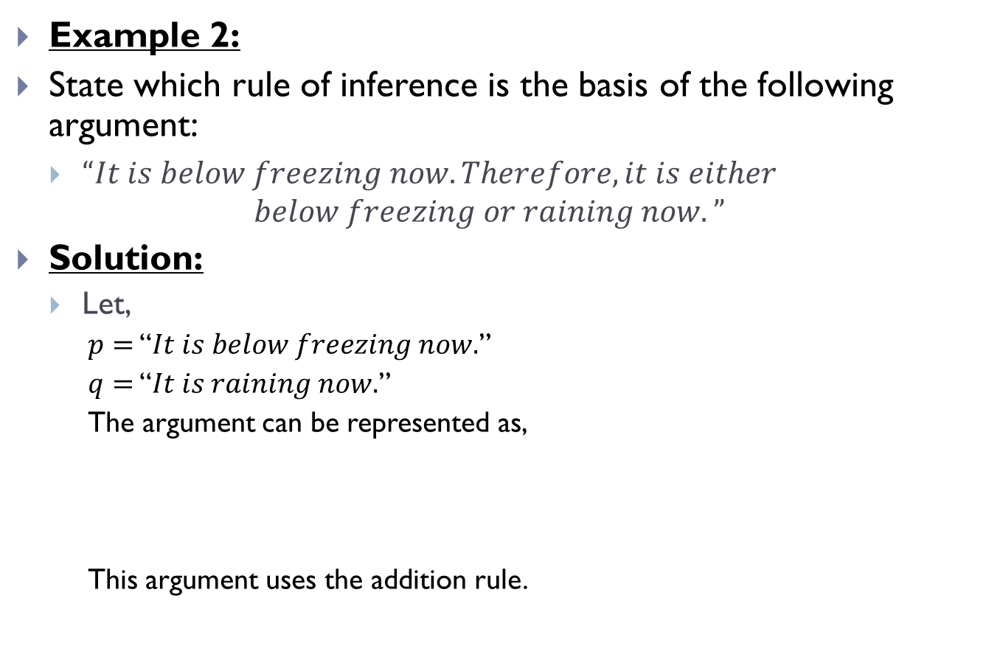 Example 2:
State which rule of inference is the basis of the following
argument:
“It is below freezing now. Therefore, it is either
below freezing or raining now.”
Solution:
Let,
p = “It is below freezing now.”
q = “It is raining now.”
The argument can be represented as,
This argument uses the addition rule.